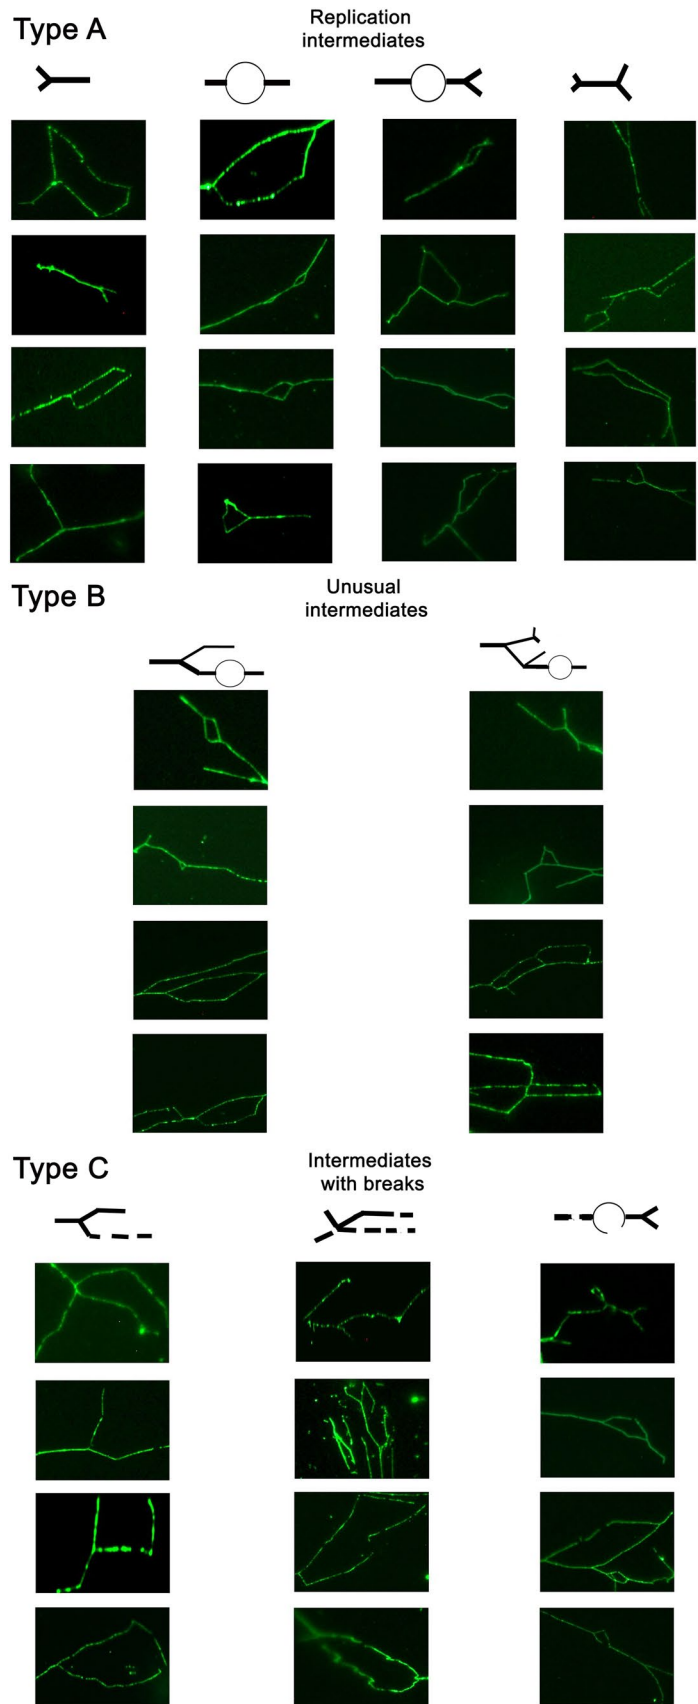 Type A
Replication
intermediates
Type B
Unusual
intermediates
Type C
Intermediates
with breaks